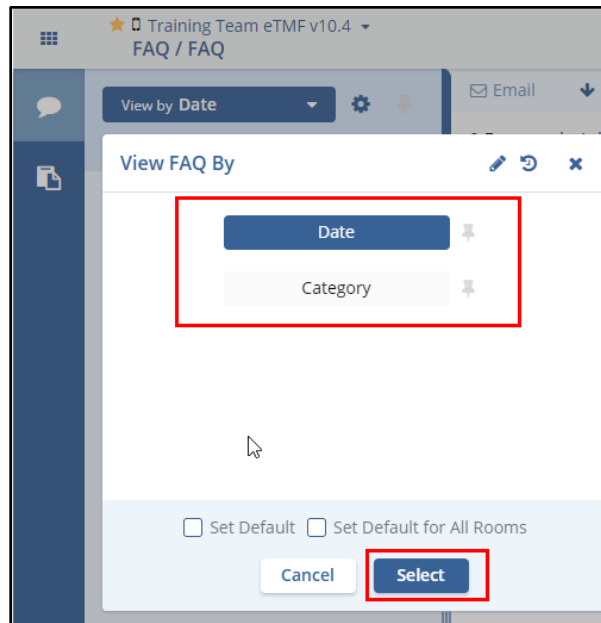 Training Team eTMF v10.4
FAQ / FAQ
View by Date
Email
View FAQ By
Date
Category
Set Default Set Default for All Rooms
Cancel Select